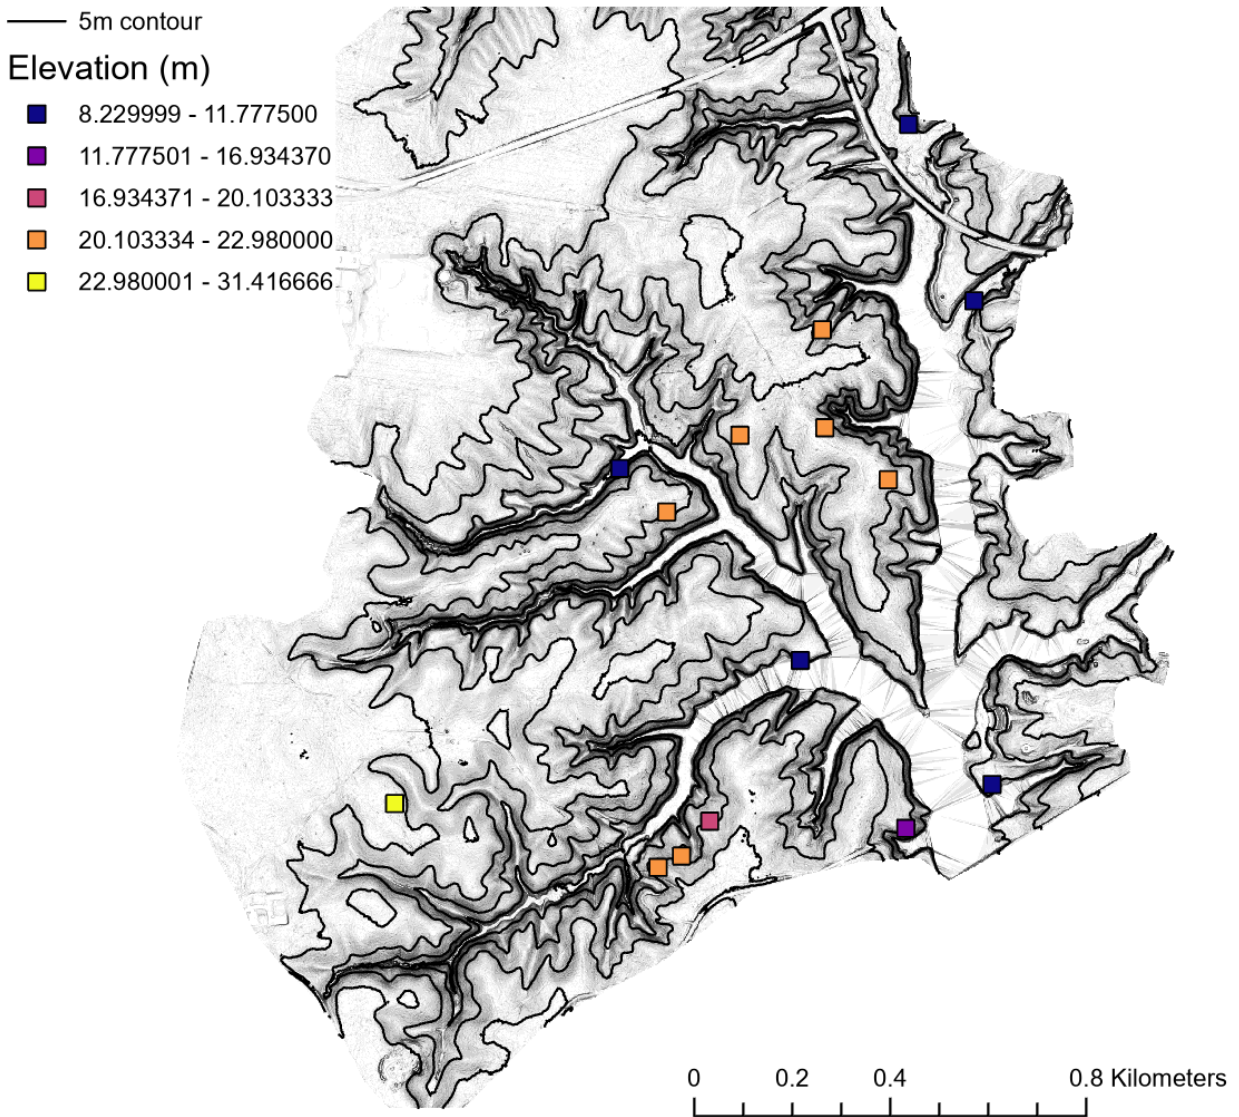 5m contour
Elevation (m)
8.229999 - 11.777500
11.777501 - 16.934370
16.934371 - 20.103333
20.103334 - 22.980000
22.980001 - 31.416666
0 0.2 0.4 0.8 Kilometers